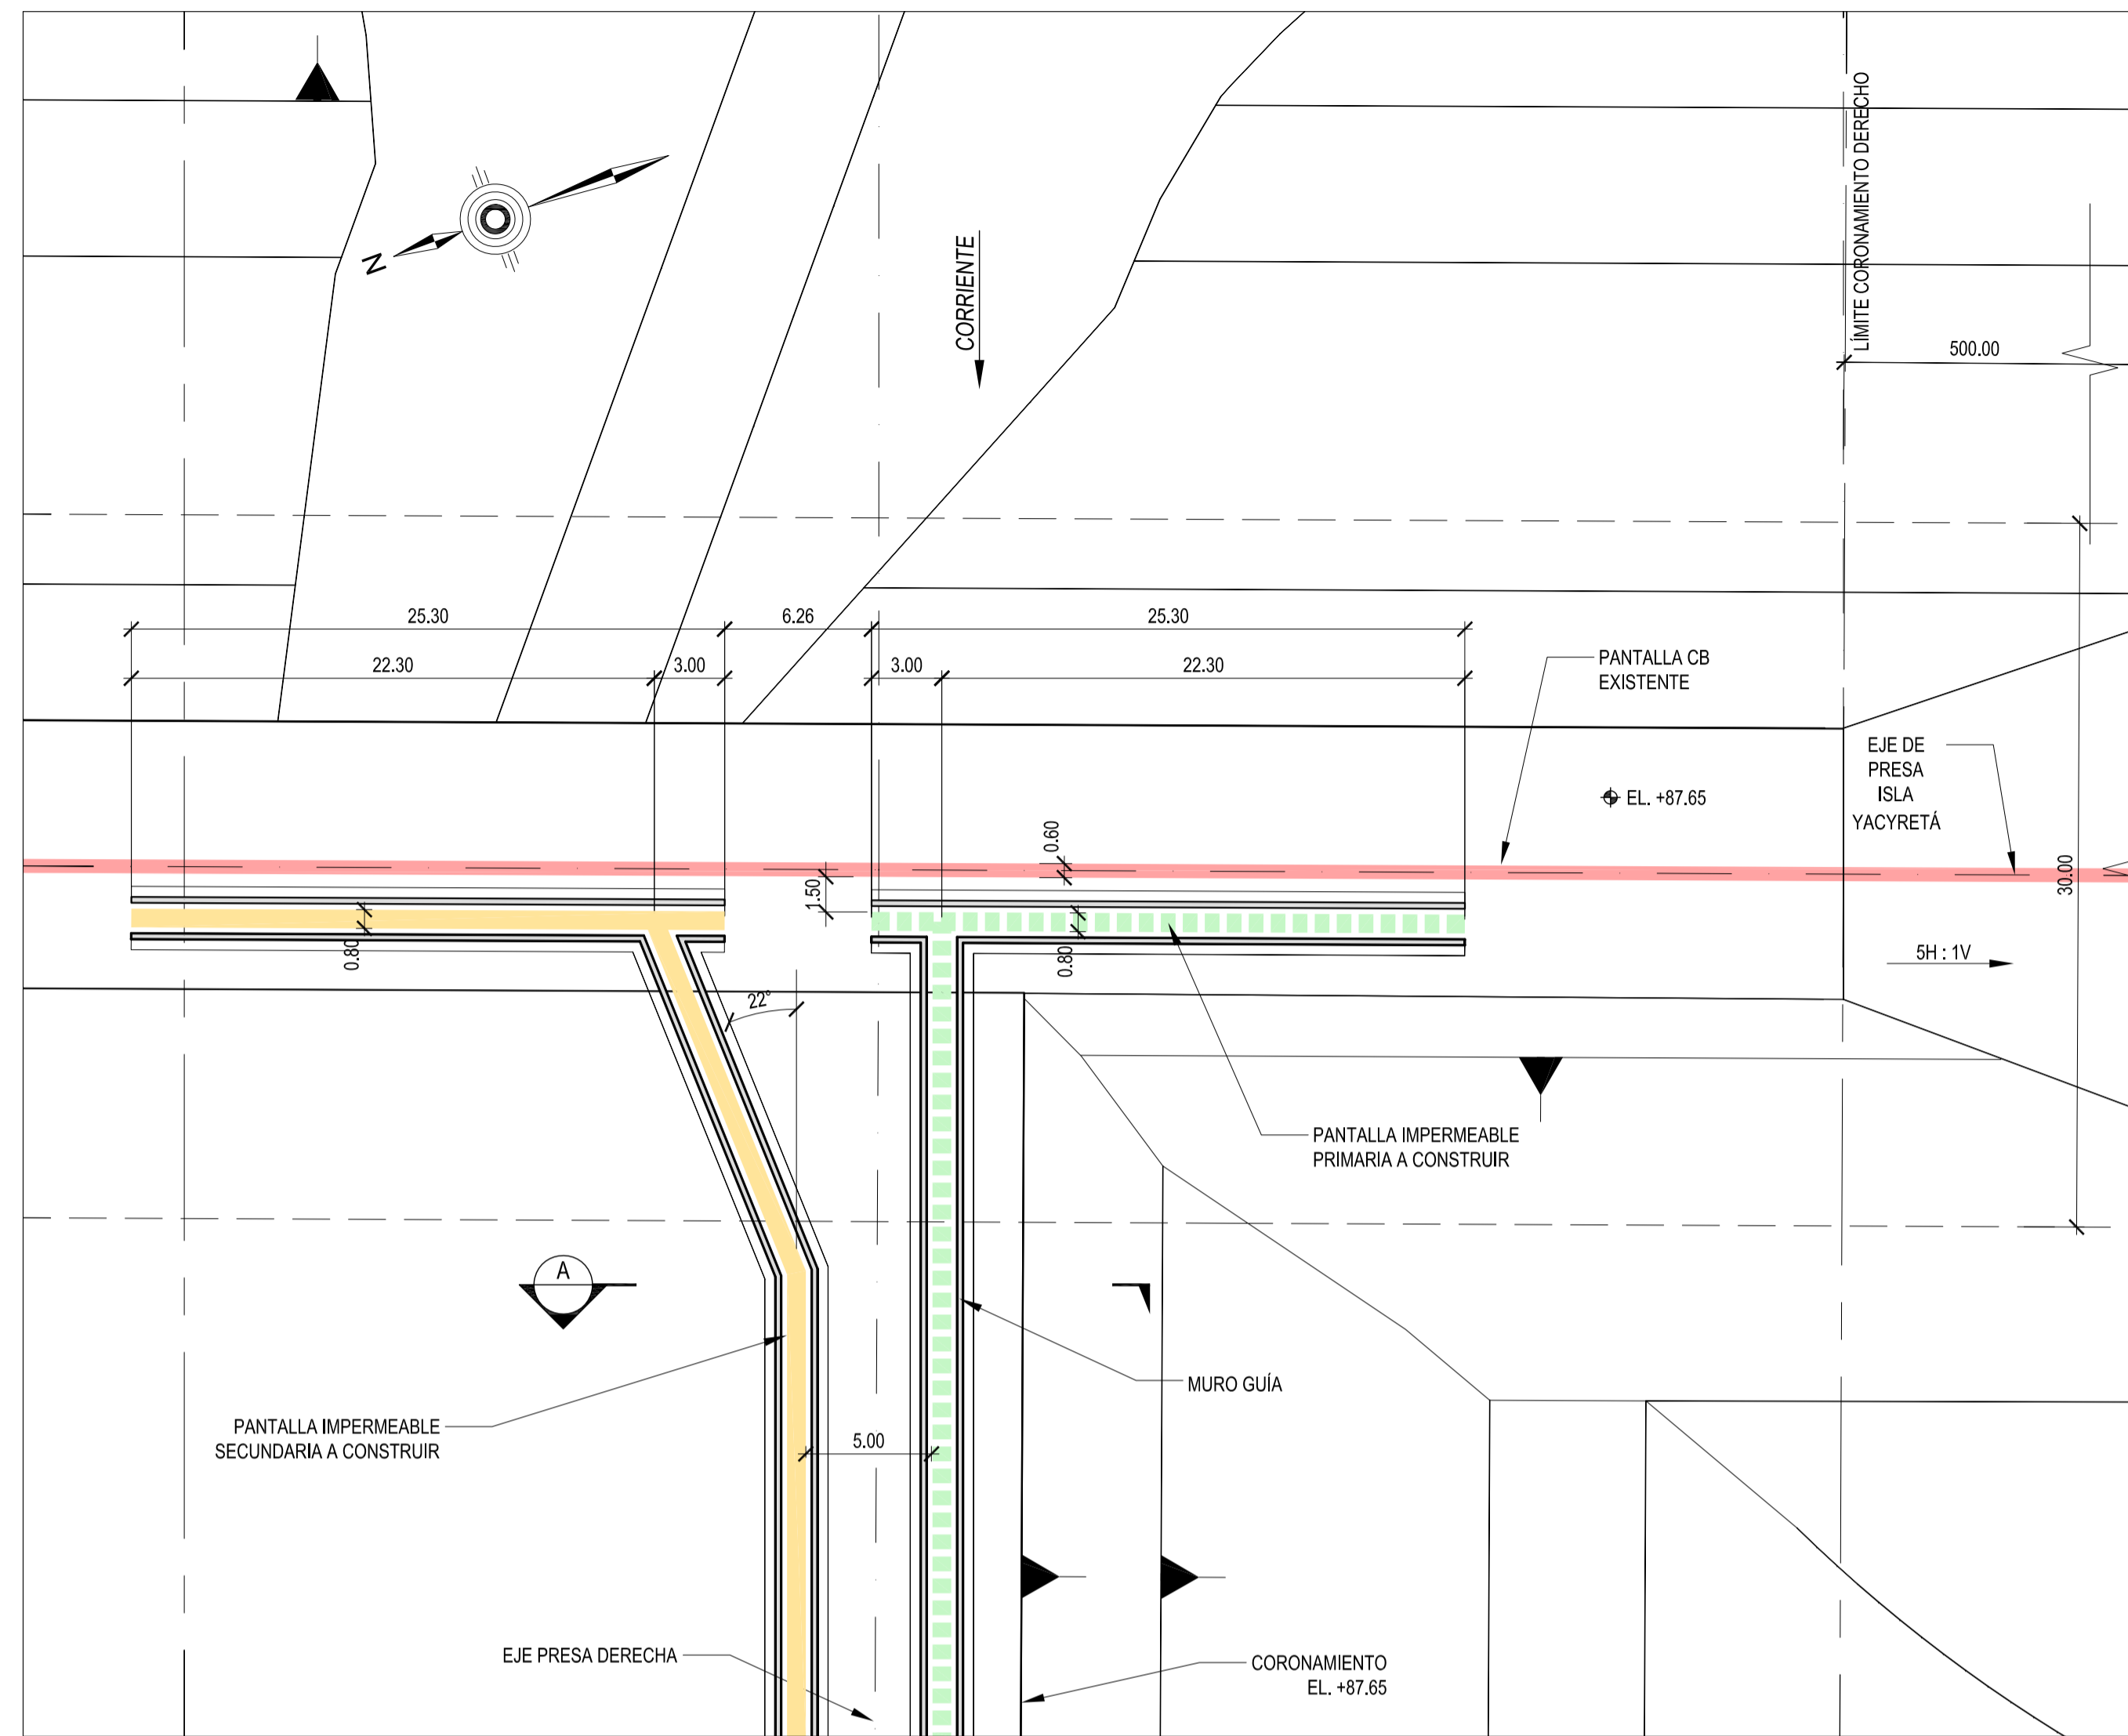 LÍMITE CORONAMIENTO DERECHO
N
CORRIENTE
500.00
25.30
6.26
25.30
22.30
3.00
3.00
22.30
PANTALLA CB
EXISTENTE
EJE DE
PRESA
ISLA
YACYRETÁ
EL. +87.65
0.60
1.50
30.00
0.80
0.80
5H : 1V
22°
PANTALLA IMPERMEABLE
PRIMARIA A CONSTRUIR
A
MURO GUÍA
PANTALLA IMPERMEABLE
SECUNDARIA A CONSTRUIR
5.00
EJE PRESA DERECHA
CORONAMIENTO
EL. +87.65